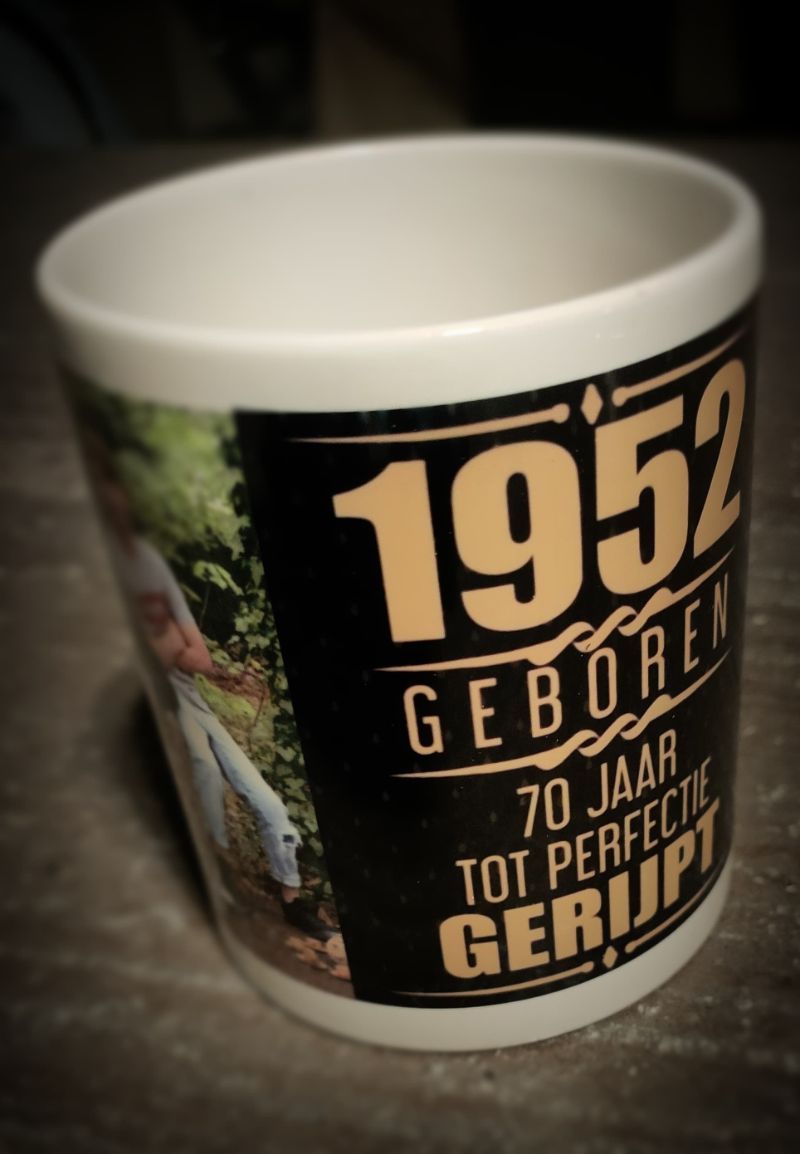 1952
GEBOREN
70 JAAR
TOT PERFECTIE
GERIJPT